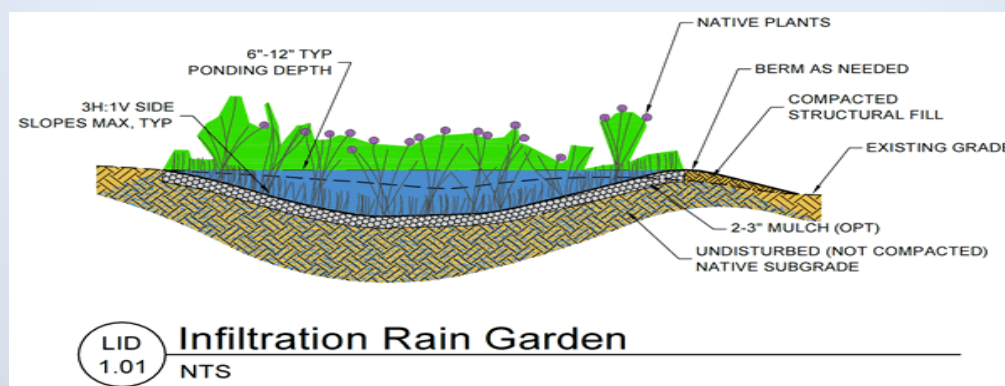 NATIVE PLANTS
6"-12" TYP
PONDING DEPTH
BERM AS NEEDED
3H:1V SIDE
SLOPES MAX, TYP
COMPACTED
STRUCTURAL FILL
EXISTING GRADE
2-3" MULCH (OPT)
UNDISTURBED (NOT COMPACTED)
NATIVE SUBGRADE
LID
1.01
Infiltration Rain Garden
NTS